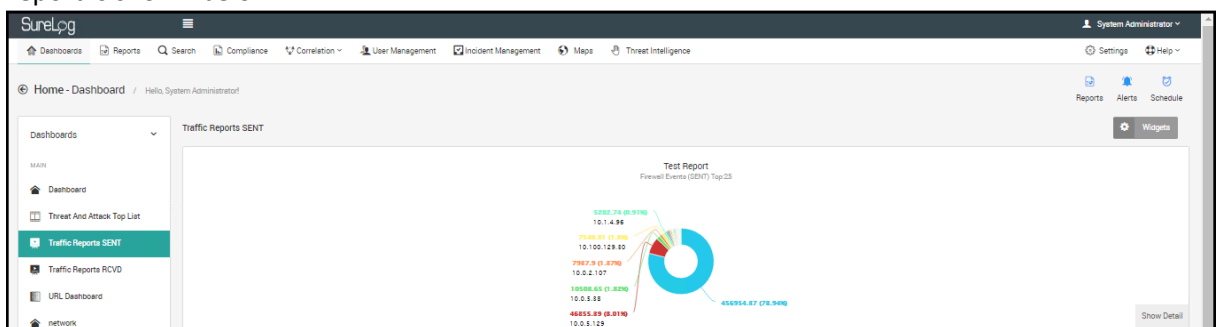 SureLog
System Administrator
Dashboards Reports Search Compliance Correlation User Management Incident Management Maps Threat Intelligence Settings Help
Home - Dashboard / Hello, System Administrator!
Reports Alerts Schedule
Dashboards
Traffic Reports SENT
Widgets
MAIN
Dashboard
Threat And Attack Top List
Traffic Reports SENT
Traffic Reports RCVD
URL Dashboard
network
Test Report
Firewall Events (SENT) Top:25
10.1.4.96
10.100.129.80
7987.9 (1.37%)
10.0.2.107
10588.65 (1.82%)
10.0.5.88
46855.89 (8.01%)
10.0.5.129
456954.87 (78.94%)
Show Detail